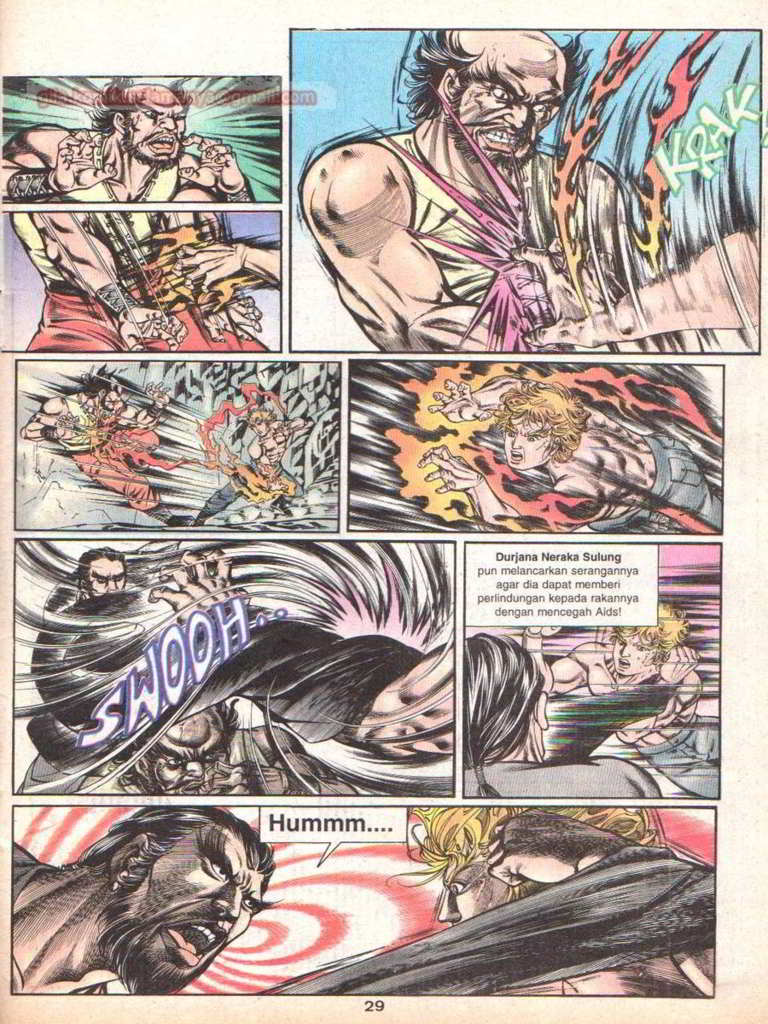 KRAK
SWOOH..
Durjana Neraka Sulung
pun melancarkan serangannya
agar dia dapat memberi
perlindungan kepada rakannya
dengan mencegah Aids!
Hummm....
29